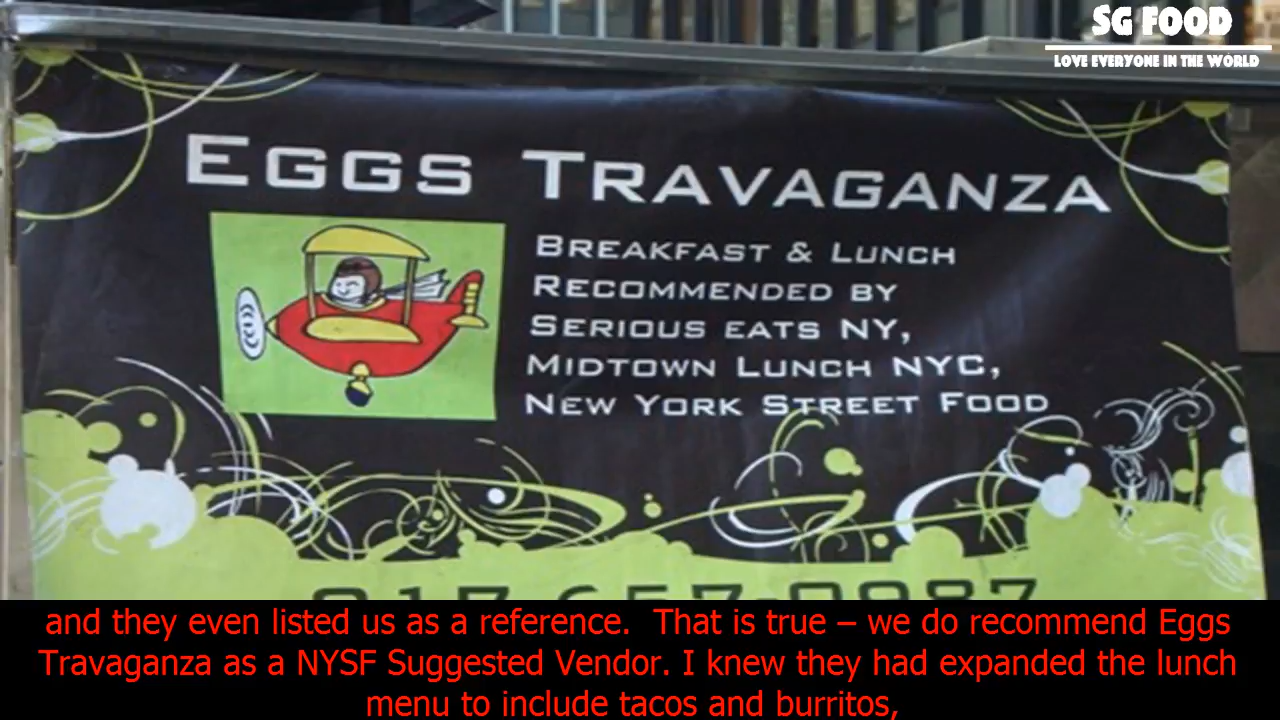 SG FOOD
LOVE EVERYONE IN THE WORLD
EGGS TRAVAGANZA
BREAKFAST & LUNCH
RECOMMENDED BY
SERIOUS EATS NY,
MIDTOWN LUNCH NYC,
NEW YORK STREET FOOD
and they even listed us as a reference.  That is true – we do recommend Eggs
Travaganza as a NYSF Suggested Vendor. I knew they had expanded the lunch
menu to include tacos and burritos,